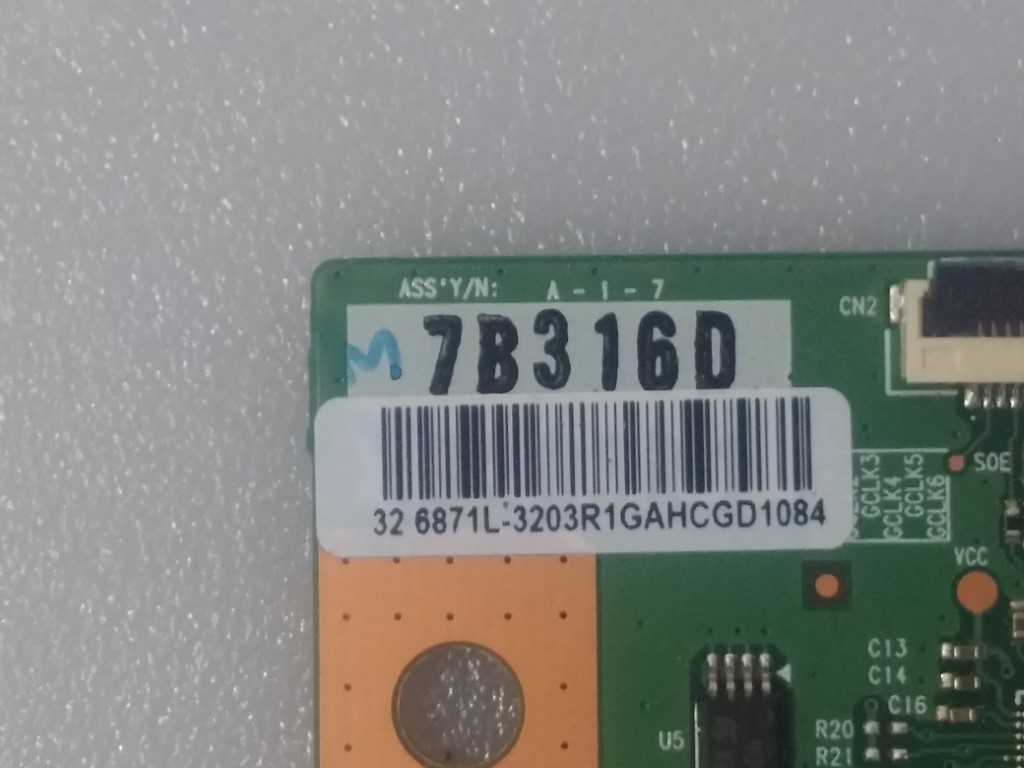 ASS'Y/N: A - 1 - 7
CN2
M
7B316D
32 6871L-3203R1GAHCGD1084
GCLK3
GCLK4
GCLK5
GCLK6
SOE
VCC
C13
C14
C16
R20
R21
U5